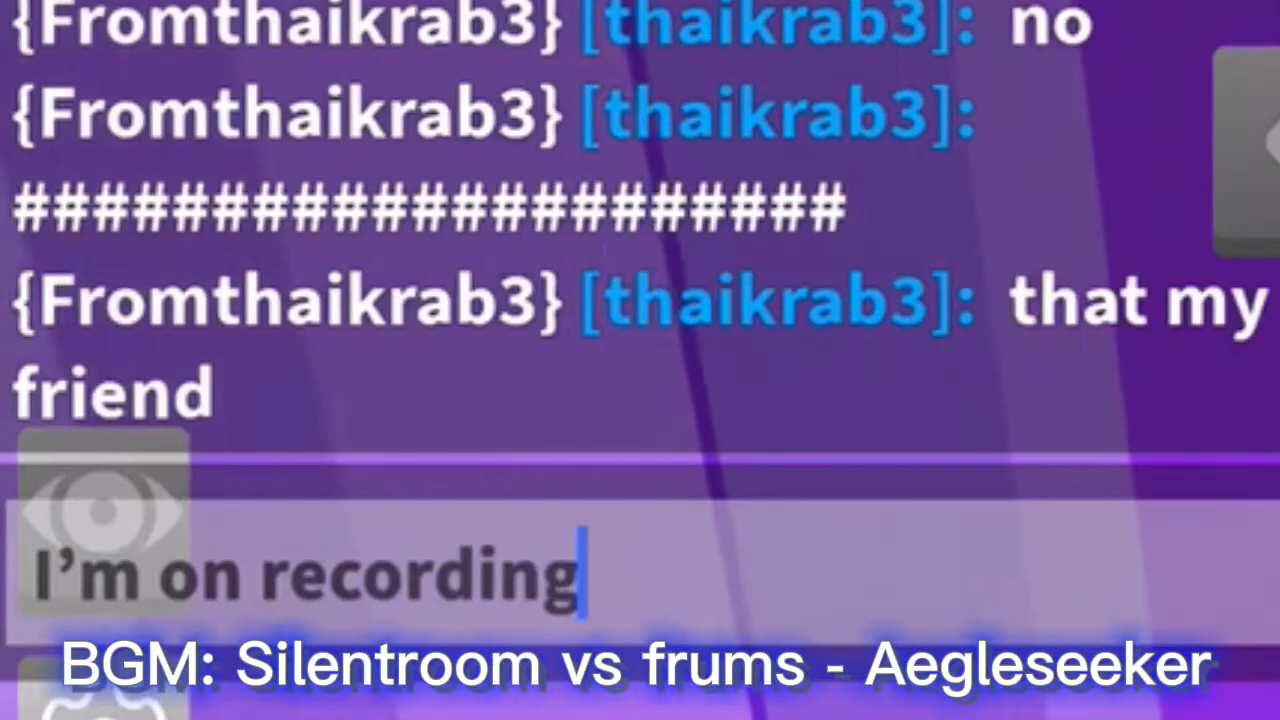 {Fromthaikrab3} [thaikrab3]: no
{Fromthaikrab3} [thaikrab3]:
#####################
{Fromthaikrab3} [thaikrab3]: that my
friend
I’m on recording
BGM: Silentroom vs frums - Aegleseeker